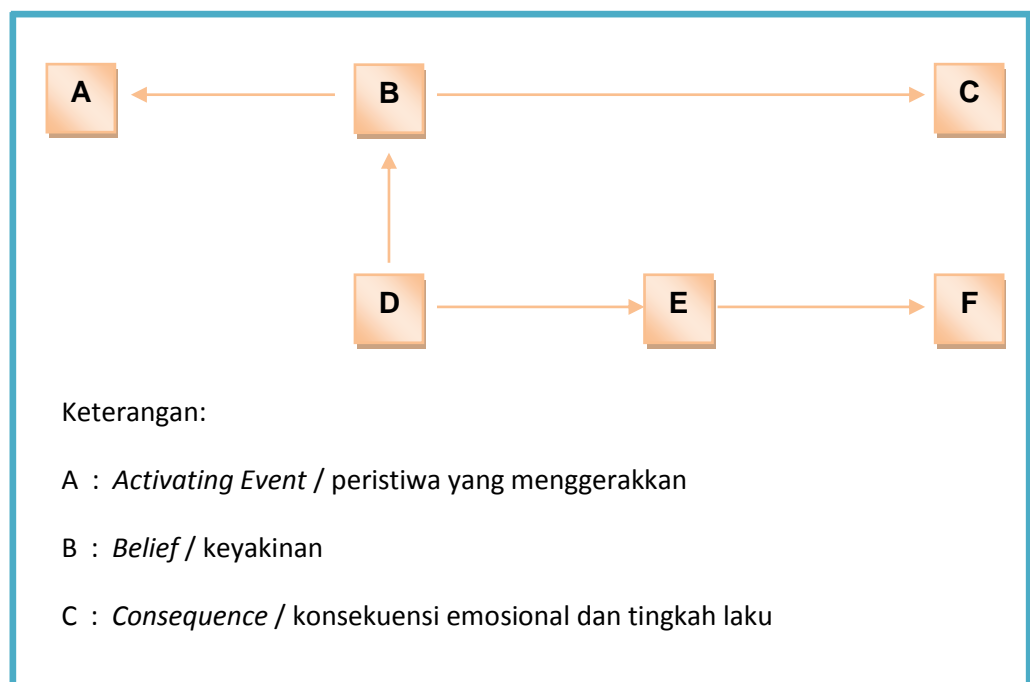 A B C
D E F
Keterangan:
A : Activating Event / peristiwa yang menggerakkan
B : Belief / keyakinan
C : Consequence / konsekuensi emosional dan tingkah laku